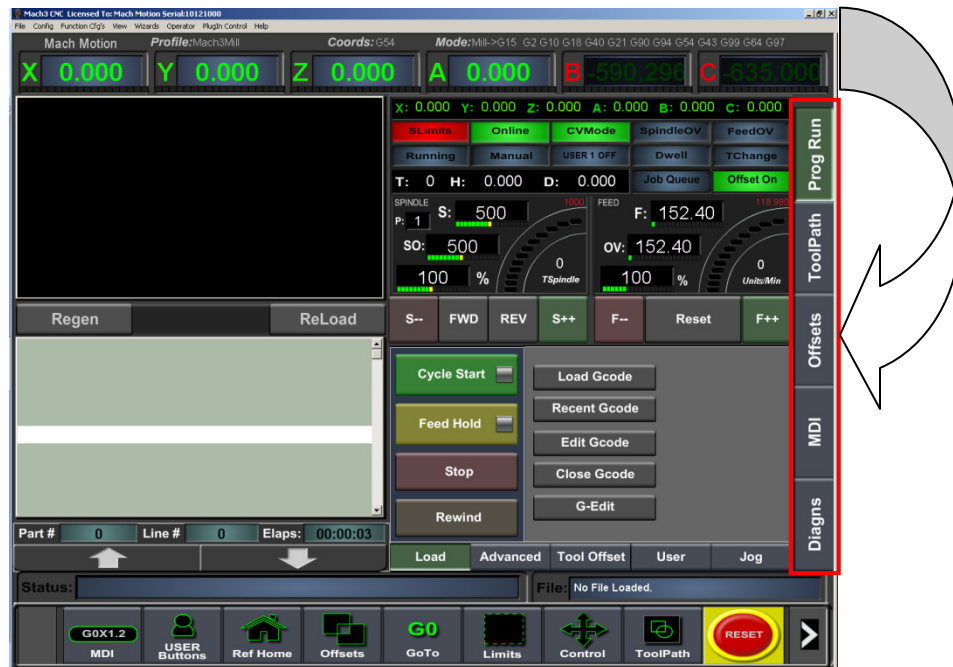 Mach3 CNC Licensed To: Mach Motion Serial:10121000
File Config Function Cfg's View Wizards Operator PlugIn Control Help
Mach Motion Profile:Mach3Mill Coords:G54 Mode:Mill->G15 G2 G10 G18 G40 G21 G90 G94 G54 G43 G99 G64 G97
X 0.000 Y 0.000 Z 0.000 A 0.000 B -590.296 C -635.000
X: 0.000 Y: 0.000 Z: 0.000 A: 0.000 B: 0.000 C: 0.000
SLimits Online CVMode SpindleOV FeedOV
Running Manual USER 1 OFF Dwell TChange
T: 0 H: 0.000 D: 0.000 Job Queue Offset On
SPINDLE 1000 FEED 118.980
P: 1 S: 500 F: 152.40
SO: 500 OV: 152.40
0 0
100 % TSpindle 100 % Units/Min
Regen ReLoad
S-- FWD REV S++ F-- Reset F++
Cycle Start
Feed Hold
Stop
Rewind
Load Gcode
Recent Gcode
Edit Gcode
Close Gcode
G-Edit
Prog Run
ToolPath
Offsets
MDI
Diagns
Part # 0 Line # 0 Elaps: 00:00:03
Load Advanced Tool Offset User Jog
Status: File: No File Loaded.
G0X1.2 G0 RESET
MDI USER Buttons Ref Home Offsets GoTo Limits Control ToolPath